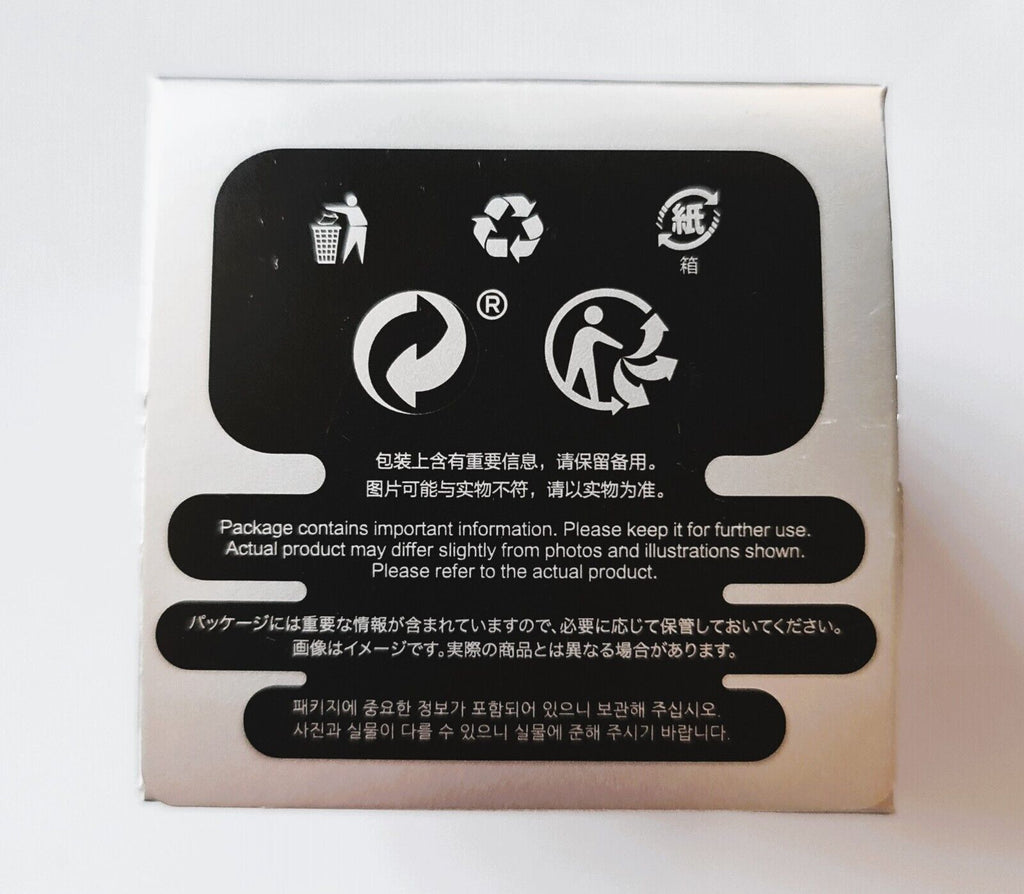 紙
箱
®
包装上含有重要信息，请保留备用。
图片可能与实物不符，请以实物为准。
Package contains important information. Please keep it for further use.
Actual product may differ slightly from photos and illustrations shown.
Please refer to the actual product.
パッケージには重要な情報が含まれていますので、必要に応じて保管しておいてください。
画像はイメージです。実際の商品とは異なる場合があります。
패키지에 중요한 정보가 포함되어 있으니 보관해 주십시오.
사진과 실물이 다를 수 있으니 실물에 준해 주시기 바랍니다.